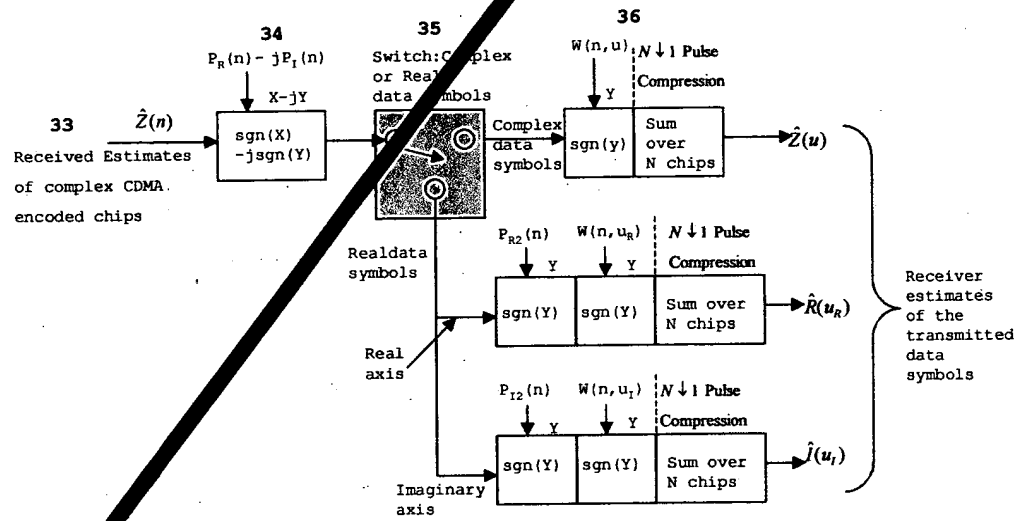 34
35
36
P_R(n)- jP_I(n)
Switch:Complex
or Real
data symbols
W(n,u)
N↓1 Pulse
Compression
X-jY
Y
33
Ẑ(n)
Received Estimates
of complex CDMA
encoded chips
sgn(X)
-jsgn(Y)
Complex
data
symbols
sgn(y)
Sum
over
N chips
Ẑ(u)
Realdata
symbols
P_R2(n)
W(n,u_R)
N↓1 Pulse
Compression
Y
Y
sgn(Y)
sgn(Y)
Sum over
N chips
R̂(u_R)
Real
axis
Receiver
estimates
of the
transmitted
data
symbols
P_I2(n)
W(n,u_I)
N↓1 Pulse
Compression
Y
Y
sgn(Y)
sgn(Y)
Sum over
N chips
Î(u_I)
Imaginary
axis